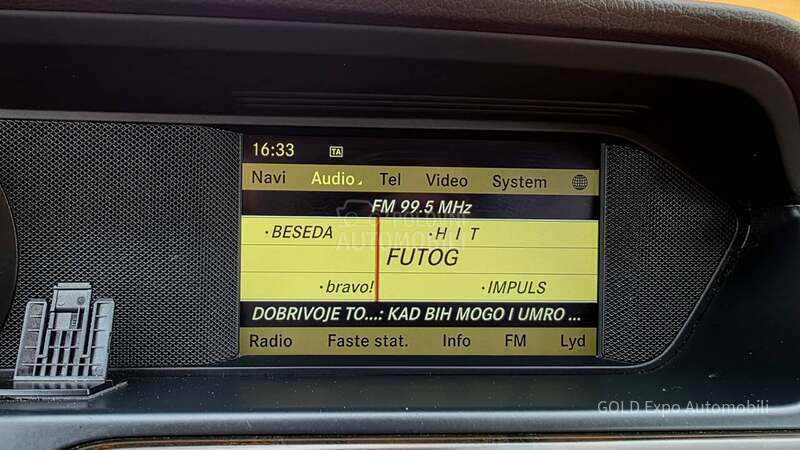 16:33 TA
Navi Audio Tel Video System
FM 99.5 MHz
·BESEDA ·H I T
FUTOG
·bravo! ·IMPULS
DOBRIVOJE TO...: KAD BIH MOGO I UMRO ...
Radio Faste stat. Info FM Lyd
GOLD Expo Automobili